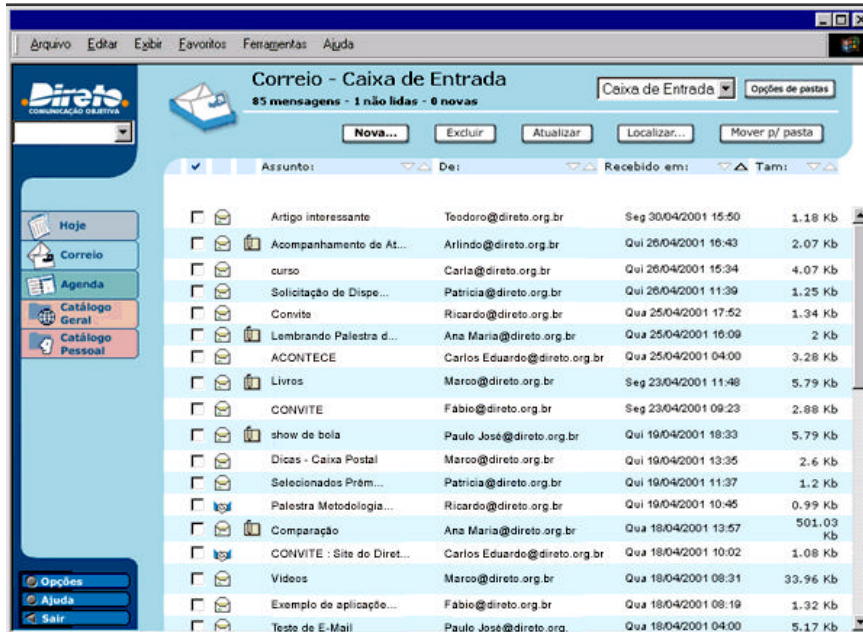 Arquivo Editar Exibir Favoritos Ferramentas Ajuda
Direto
COMUNICAÇÃO OBJETIVA
Correio - Caixa de Entrada
85 mensagens - 1 não lidas - 0 novas
Caixa de Entrada Opções de pastas
Nova... Excluir Atualizar Localizar... Mover p/ pasta
Assunto: De: Recebido em: Tam:
Hoje
Correio
Agenda
Catálogo Geral
Catálogo Pessoal
Artigo interessante Teodoro@direto.org.br Seg 30/04/2001 15:50 1.18 Kb
Acompanhamento de At... Arlindo@direto.org.br Qui 26/04/2001 16:43 2.07 Kb
curso Carla@direto.org.br Qui 26/04/2001 15:34 4.07 Kb
Solicitação de Dispe... Patricia@direto.org.br Qui 26/04/2001 11:39 1.25 Kb
Convite Ricardo@direto.org.br Qua 25/04/2001 17:52 1.34 Kb
Lembrando Palestra d... Ana Maria@direto.org.br Qua 25/04/2001 16:09 2 Kb
ACONTECE Carlos Eduardo@direto.org.br Qua 25/04/2001 04:00 3.28 Kb
Livros Marco@direto.org.br Seg 23/04/2001 11:48 5.79 Kb
CONVITE Fabio@direto.org.br Seg 23/04/2001 09:23 2.88 Kb
show de bola Paulo José@direto.org.br Qui 19/04/2001 18:33 5.79 Kb
Dicas - Caixa Postal Marco@direto.org.br Qui 19/04/2001 13:35 2.6 Kb
Selecionados Prêm... Patricia@direto.org.br Qui 19/04/2001 11:37 1.2 Kb
Palestra Metodologia... Ricardo@direto.org.br Qui 19/04/2001 10:45 0.99 Kb
Comparação Ana Maria@direto.org.br Qua 18/04/2001 13:57 501.03 Kb
CONVITE : Site do Diret... Carlos Eduardo@direto.org.br Qua 18/04/2001 10:02 1.08 Kb
Videos Marco@direto.org.br Qua 18/04/2001 08:31 33.96 Kb
Exemplo de aplicaçõe... Fabio@direto.org.br Qua 18/04/2001 08:19 1.32 Kb
Teste de E-Mail Paulo José@direto.org. Qua 18/04/2001 04:00 5.17 Kb
Opções
Ajuda
Sair